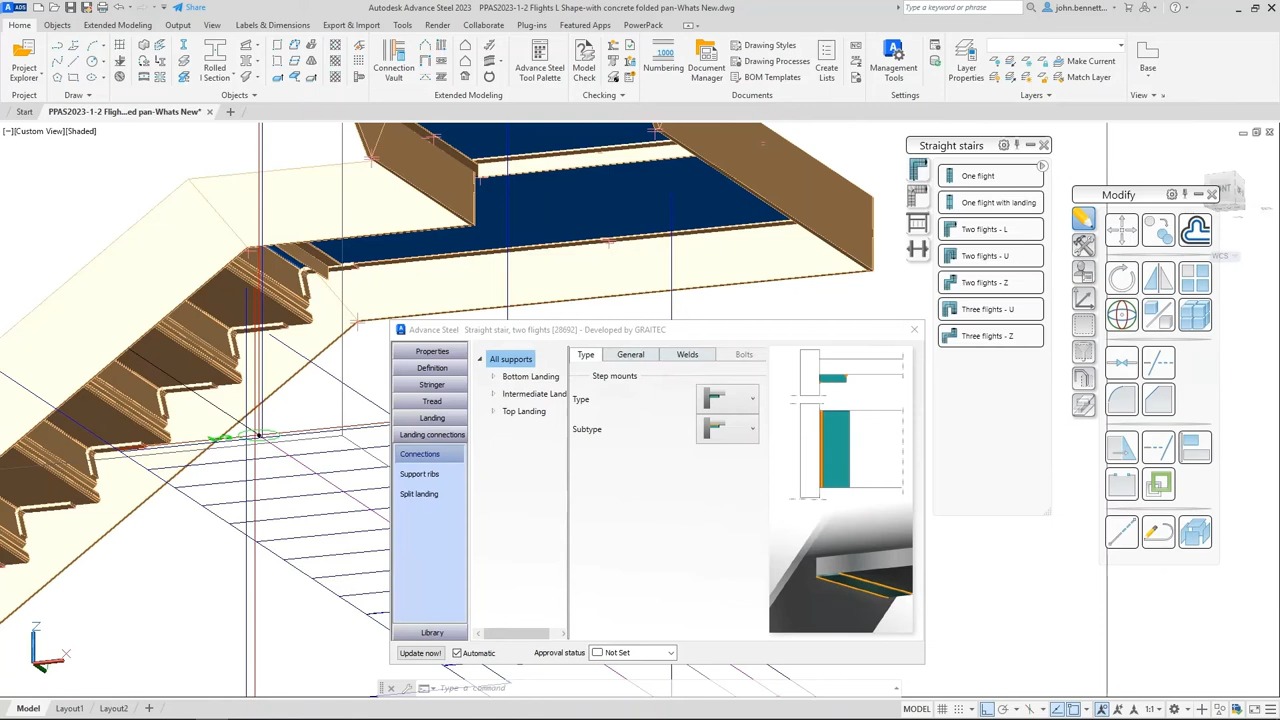 ADS
Share
Autodesk Advance Steel 2023 PPAS2023-1-2 Flights L Shape-with concrete folded pan-Whats New.dwg
Type a keyword or phrase
john.bennett...
Home Objects Extended Modeling Output View Labels & Dimensions Export & Import Tools Render Collaborate Plug-ins Featured Apps PowerPack
Project Explorer
Rolled I Section
Connection Vault
Advance Steel Tool Palette
Model Check
1000
Numbering
Document Manager
Drawing Styles
Drawing Processes
BOM Templates
Create Lists
Management Tools
Layer Properties
Make Current
Match Layer
Base
Project Draw Objects Extended Modeling Checking Documents Settings Layers View
Start PPAS2023-1-2 Fligh...ed pan-Whats New*
[−][Custom View][Shaded]
Straight stairs
One flight
One flight with landing
Two flights - L
Two flights - U
Two flights - Z
Three flights - U
Three flights - Z
Modify
WCS
Advance Steel Straight stair, two flights [28692] - Developed by GRAITEC
Properties
Definition
Stringer
Tread
Landing
Landing connections
Connections
Support ribs
Split landing
Library
All supports
Bottom Landing
Intermediate Land
Top Landing
Type General Welds Bolts
Step mounts
Type
Subtype
Update now! Automatic Approval status Not Set
Z
X
Type a command
Model Layout1 Layout2
MODEL
1:1